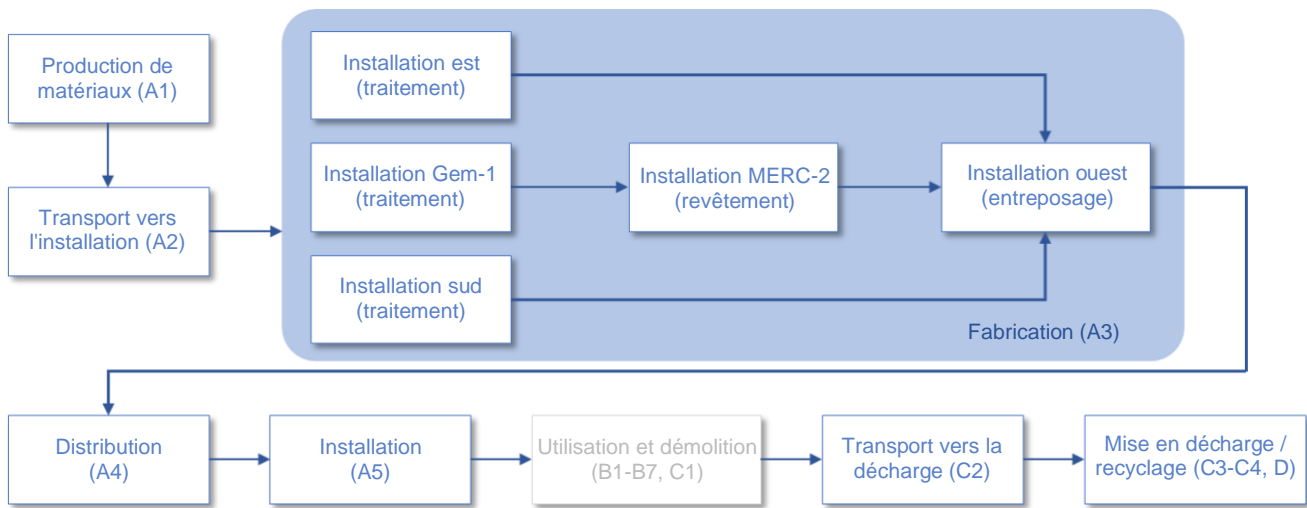 Production de
matériaux (A1)
Transport vers
l'installation (A2)
Installation est
(traitement)
Installation Gem-1
(traitement)
Installation MERC-2
(revêtement)
Installation ouest
(entreposage)
Installation sud
(traitement)
Fabrication (A3)
Distribution
(A4)
Installation
(A5)
Utilisation et démolition
(B1-B7, C1)
Transport vers la
décharge (C2)
Mise en décharge /
recyclage (C3-C4, D)